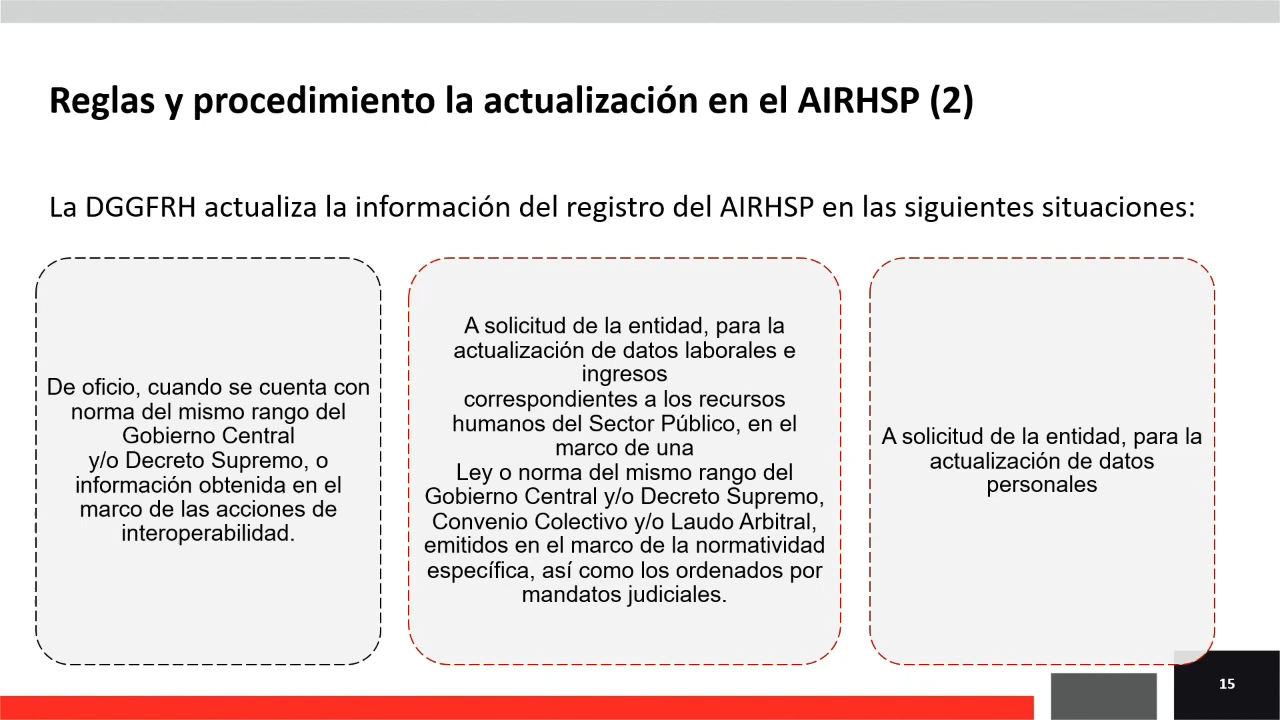 Reglas y procedimiento la actualización en el AIRHSP (2)
La DGGFRH actualiza la información del registro del AIRHSP en las siguientes situaciones:
De oficio, cuando se cuenta con
norma del mismo rango del
Gobierno Central
y/o Decreto Supremo, o
información obtenida en el
marco de las acciones de
interoperabilidad.
A solicitud de la entidad, para la
actualización de datos laborales e
ingresos
correspondientes a los recursos
humanos del Sector Público, en el
marco de una
Ley o norma del mismo rango del
Gobierno Central y/o Decreto Supremo,
Convenio Colectivo y/o Laudo Arbitral,
emitidos en el marco de la normatividad
específica, así como los ordenados por
mandatos judiciales.
A solicitud de la entidad, para la
actualización de datos
personales
15